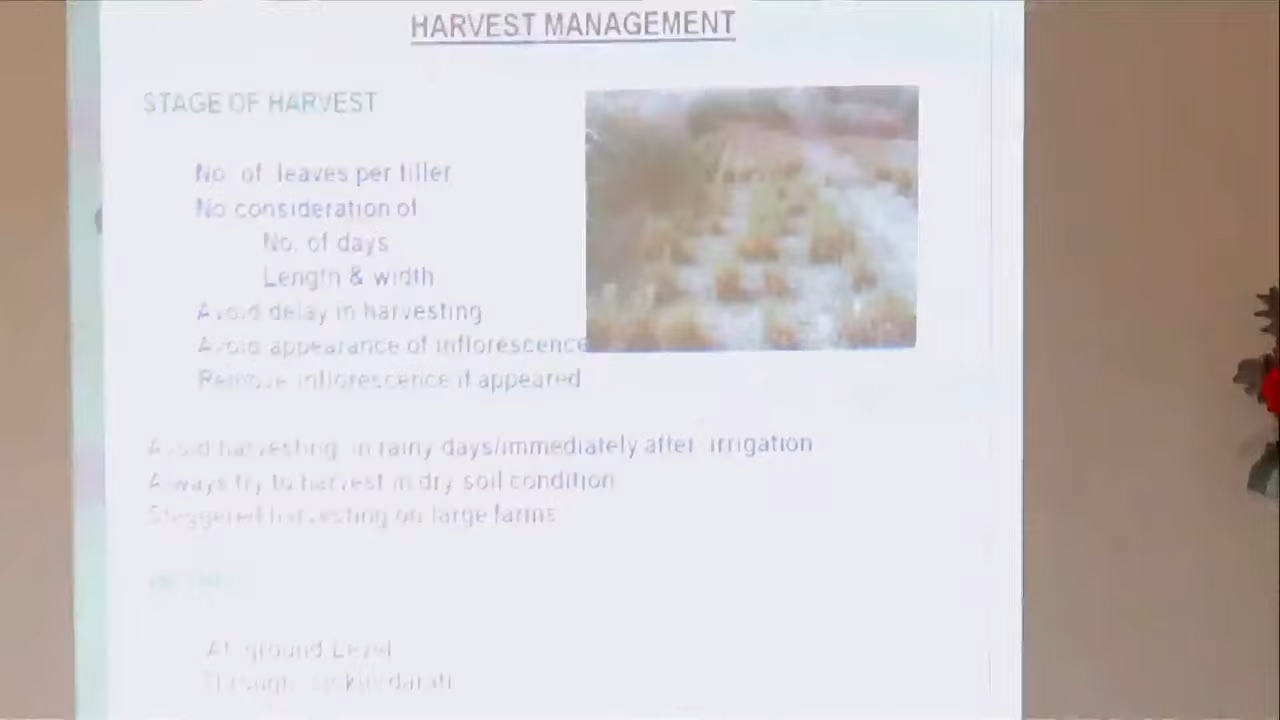 HARVEST MANAGEMENT
STAGE OF HARVEST
No. of leaves per tiller
No consideration of
No. of days
Length & width
Avoid delay in harvesting
Avoid appearance of inflorescence
Remove inflorescence if appeared
Avoid harvesting in rainy days/immediately after irrigation
Always try to harvest in dry soil condition
Staggered harvesting on large farms
At ground Level
Through